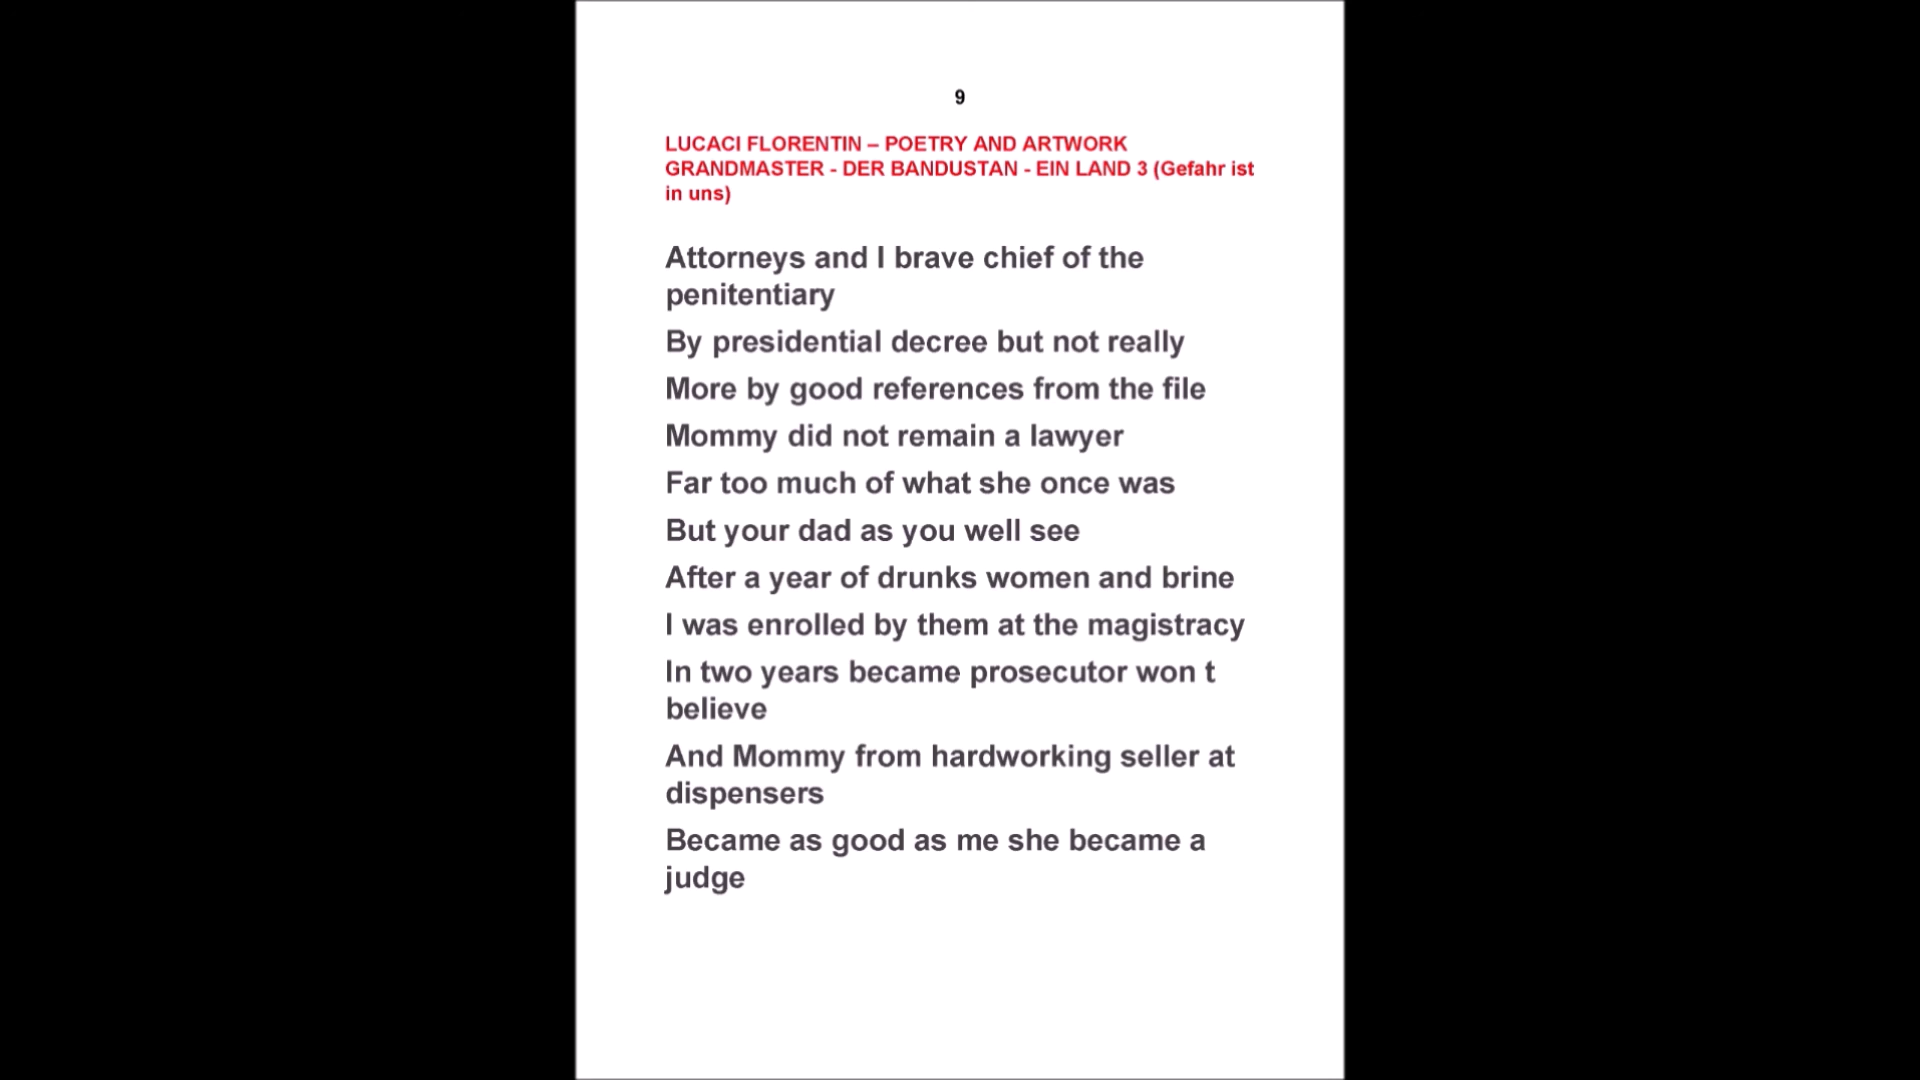 9
LUCACI FLORENTIN – POETRY AND ARTWORK
GRANDMASTER - DER BANDUSTAN - EIN LAND 3 (Gefahr ist
in uns)
Attorneys and I brave chief of the
penitentiary
By presidential decree but not really
More by good references from the file
Mommy did not remain a lawyer
Far too much of what she once was
But your dad as you well see
After a year of drunks women and brine
I was enrolled by them at the magistracy
In two years became prosecutor won t
believe
And Mommy from hardworking seller at
dispensers
Became as good as me she became a
judge